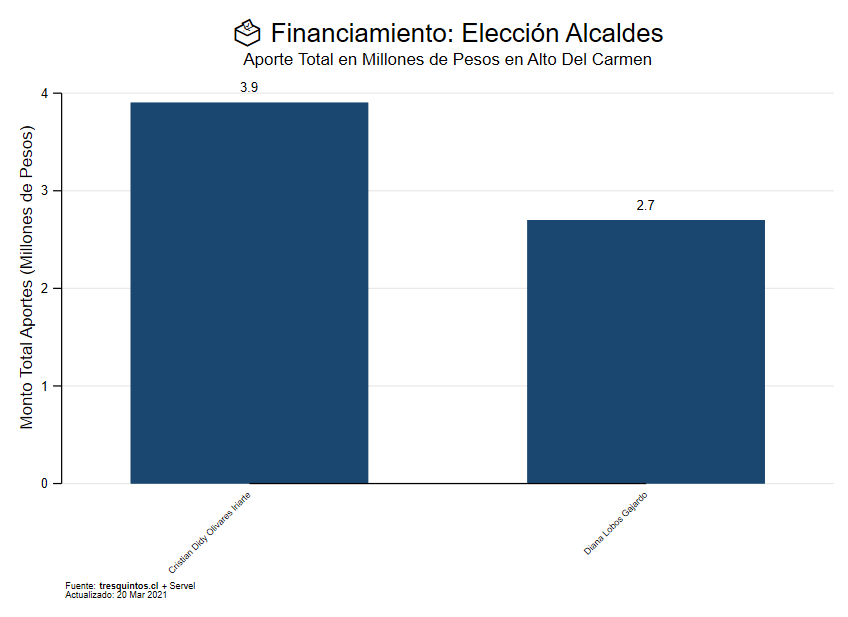 Financiamiento: Elección Alcaldes
Aporte Total en Millones de Pesos en Alto Del Carmen
Monto Total Aportes (Millones de Pesos)
4
3
2
1
0
3.9
2.7
Cristian Didy Olivares Iriarte
Diana Lobos Gajardo
Fuente: tresquintos.cl + Servel
Actualizado: 20 Mar 2021